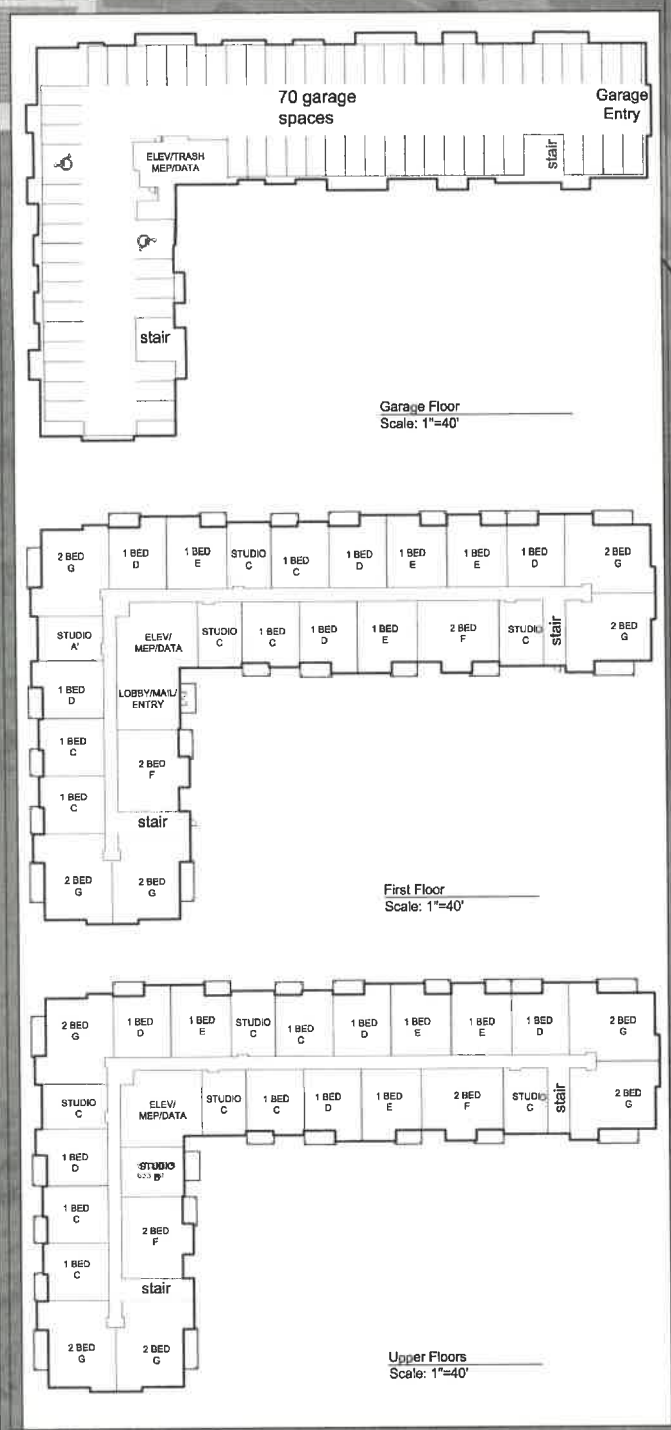 70 garage
spaces
Garage
Entry
ELEV/TRASH
MEP/DATA
stair
stair
Garage Floor
Scale: 1"=40'
2 BED
G
1 BED
D
1 BED
E
STUDIO
C
1 BED
C
1 BED
D
1 BED
E
1 BED
E
1 BED
D
2 BED
G
STUDIO
A'
ELEV/
MEP/DATA
STUDIO
C
1 BED
C
1 BED
D
1 BED
E
2 BED
F
STUDIO
C
stair
2 BED
G
1 BED
D
LOBBY/MAIL/
ENTRY
1 BED
C
2 BED
F
1 BED
C
stair
2 BED
G
2 BED
G
First Floor
Scale: 1"=40'
2 BED
G
1 BED
D
1 BED
E
STUDIO
C
1 BED
C
1 BED
D
1 BED
E
1 BED
E
1 BED
D
2 BED
G
STUDIO
C
ELEV/
MEP/DATA
STUDIO
C
1 BED
C
1 BED
D
1 BED
E
2 BED
F
STUDIO
C
stair
2 BED
G
1 BED
D
STUDIO
B
1 BED
C
2 BED
F
1 BED
C
stair
2 BED
G
2 BED
G
Upper Floors
Scale: 1"=40'